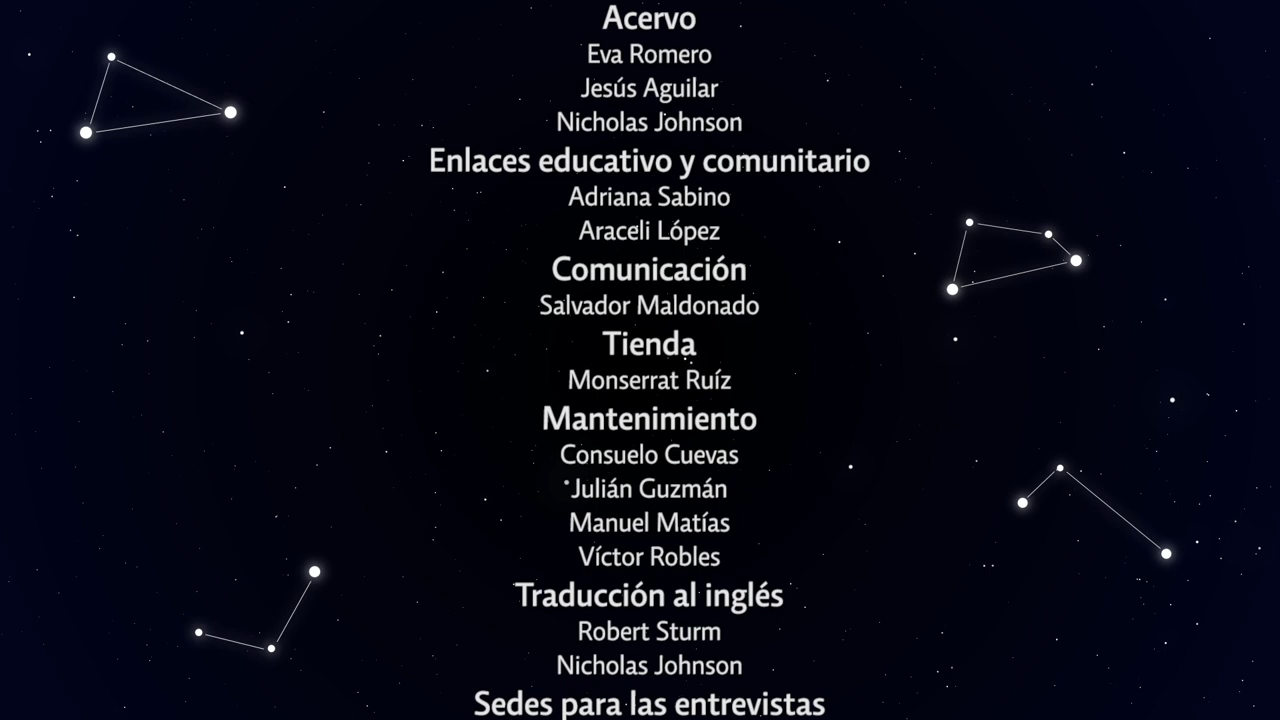 Acervo
Eva Romero
Jesús Aguilar
Nicholas Johnson
Enlaces educativo y comunitario
Adriana Sabino
Araceli López
Comunicación
Salvador Maldonado
Tienda
Monserrat Ruíz
Mantenimiento
Consuelo Cuevas
Julián Guzmán
Manuel Matías
Víctor Robles
Traducción al inglés
Robert Sturm
Nicholas Johnson
Sedes para las entrevistas